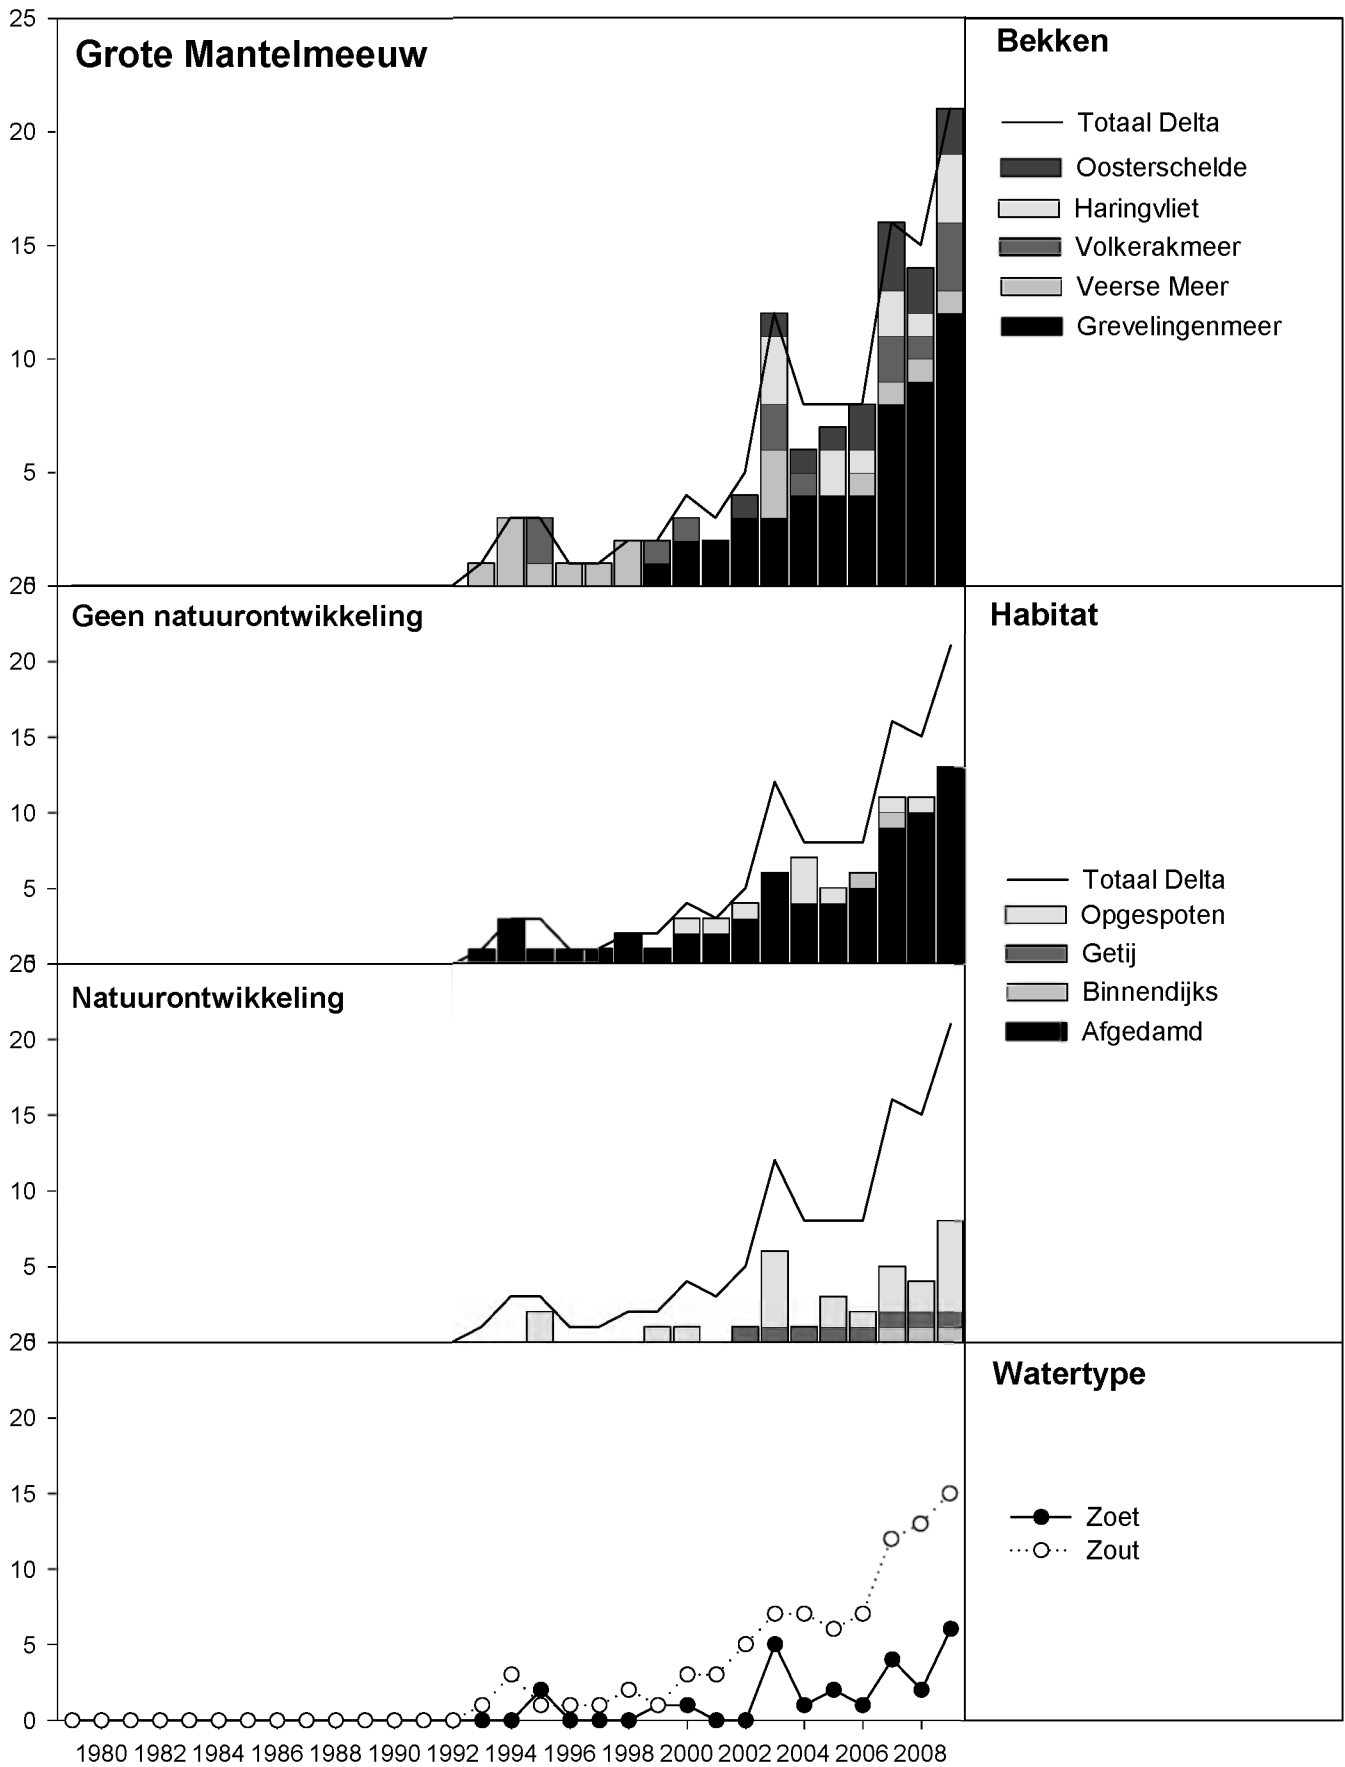 25
Grote Mantelmeeuw
20
15
10
5
Bekken
Totaal Delta
Oosterschelde
Haringvliet
Volkerakmeer
Veerse Meer
Grevelingenmeer
Geen natuurontwikkeling
20
15
10
5
Natuurontwikkeling
20
15
10
5
Habitat
Totaal Delta
Opgespoten
Getij
Binnendijks
Afgedamd
20
15
10
5
0
Watertype
Zoet
Zout
1980 1982 1984 1986 1988 1990 1992 1994 1996 1998 2000 2002 2004 2006 2008